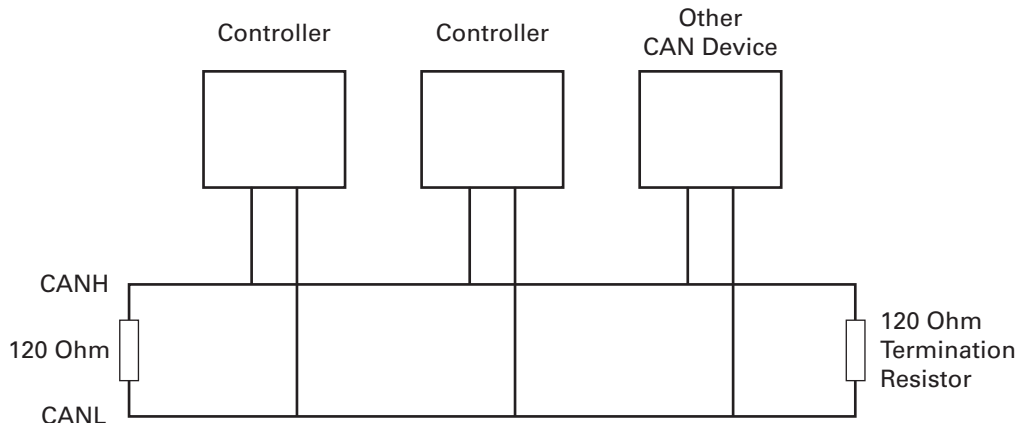 Controller
Controller
Other
CAN Device
CANH
120 Ohm
CANL
120 Ohm
Termination
Resistor